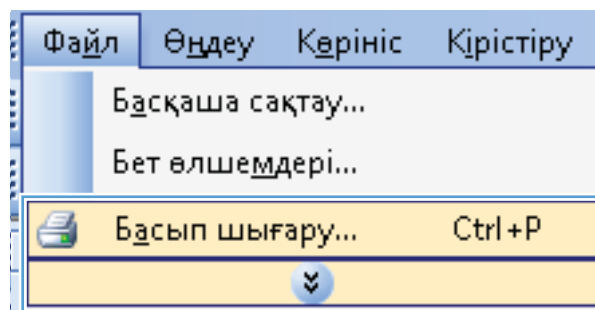 Файл Өңдеу Көрініс Кірістіру
Басқаша сақтау...
Бет өлшемдері...
Басып шығару... Ctrl+P